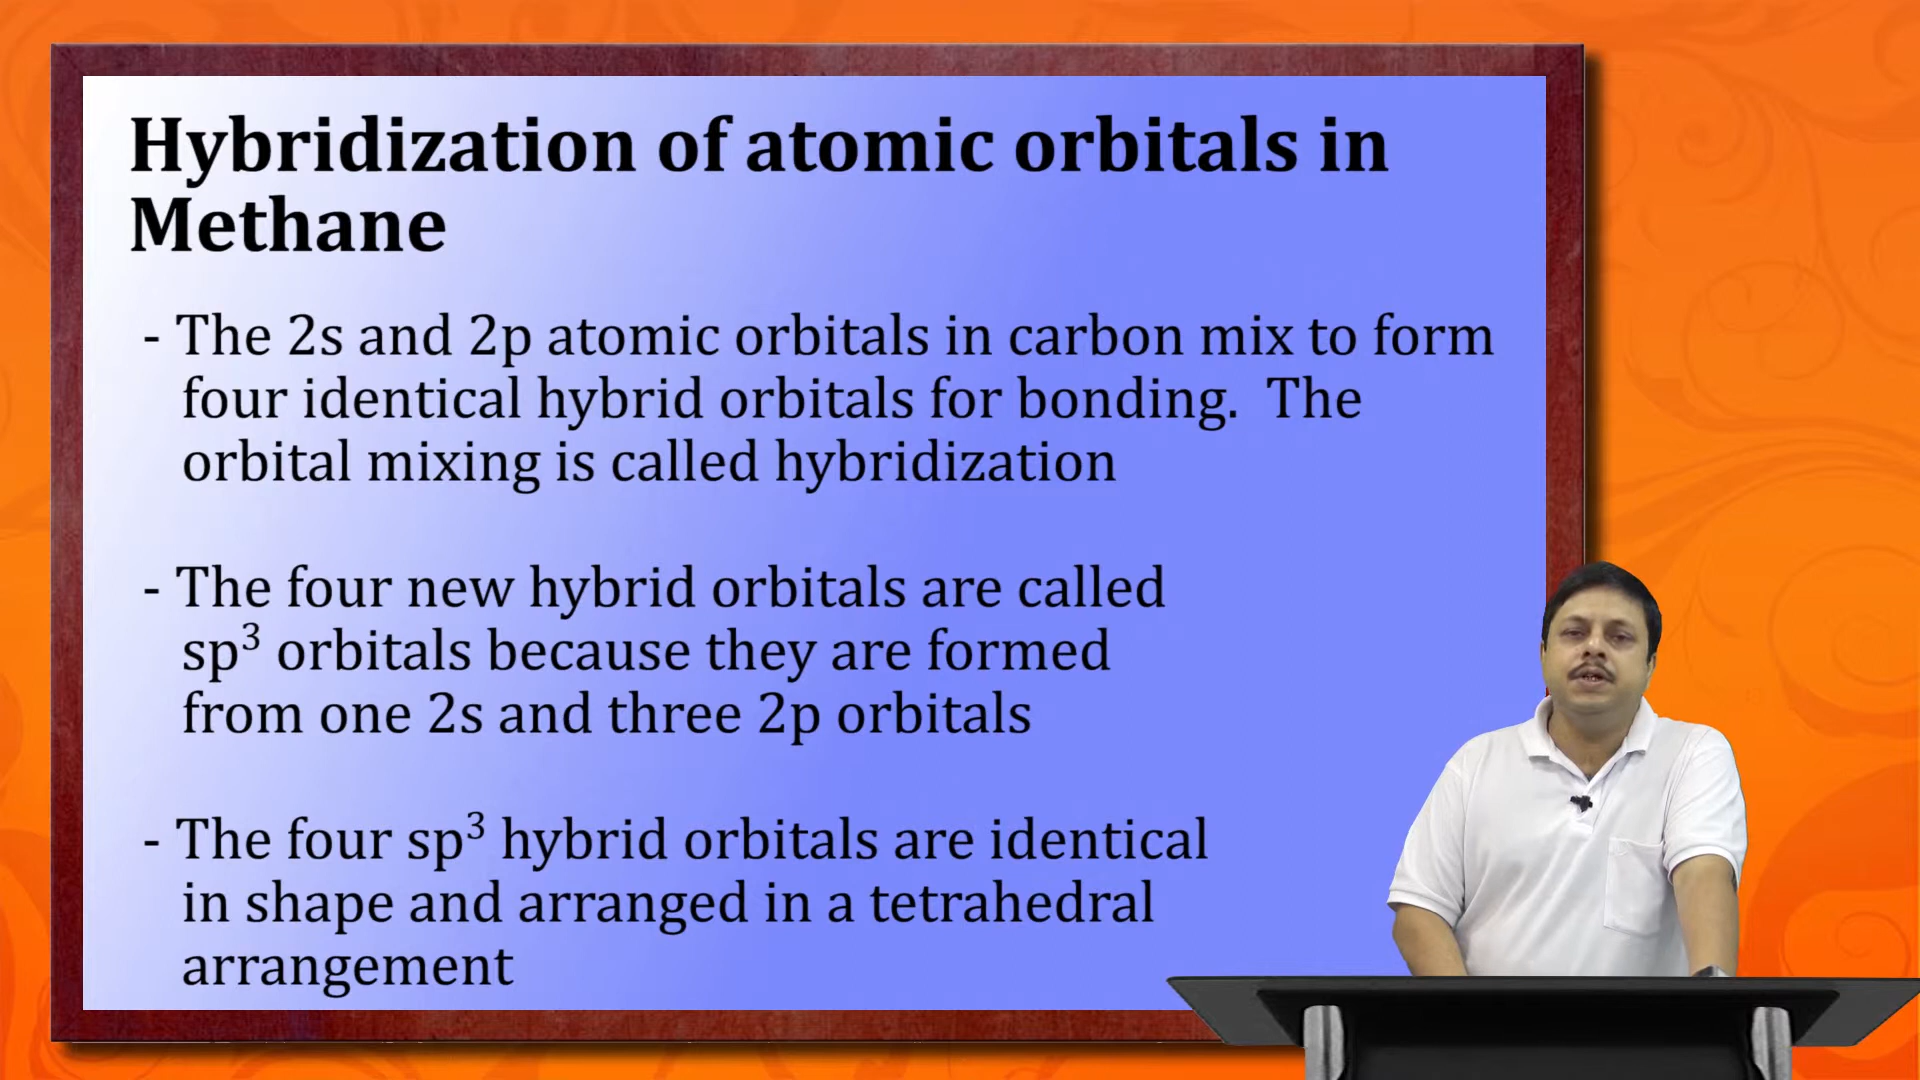 Hybridization of atomic orbitals in
Methane
- The 2s and 2p atomic orbitals in carbon mix to form
four identical hybrid orbitals for bonding. The
orbital mixing is called hybridization
- The four new hybrid orbitals are called
sp³ orbitals because they are formed
from one 2s and three 2p orbitals
- The four sp³ hybrid orbitals are identical
in shape and arranged in a tetrahedral
arrangement